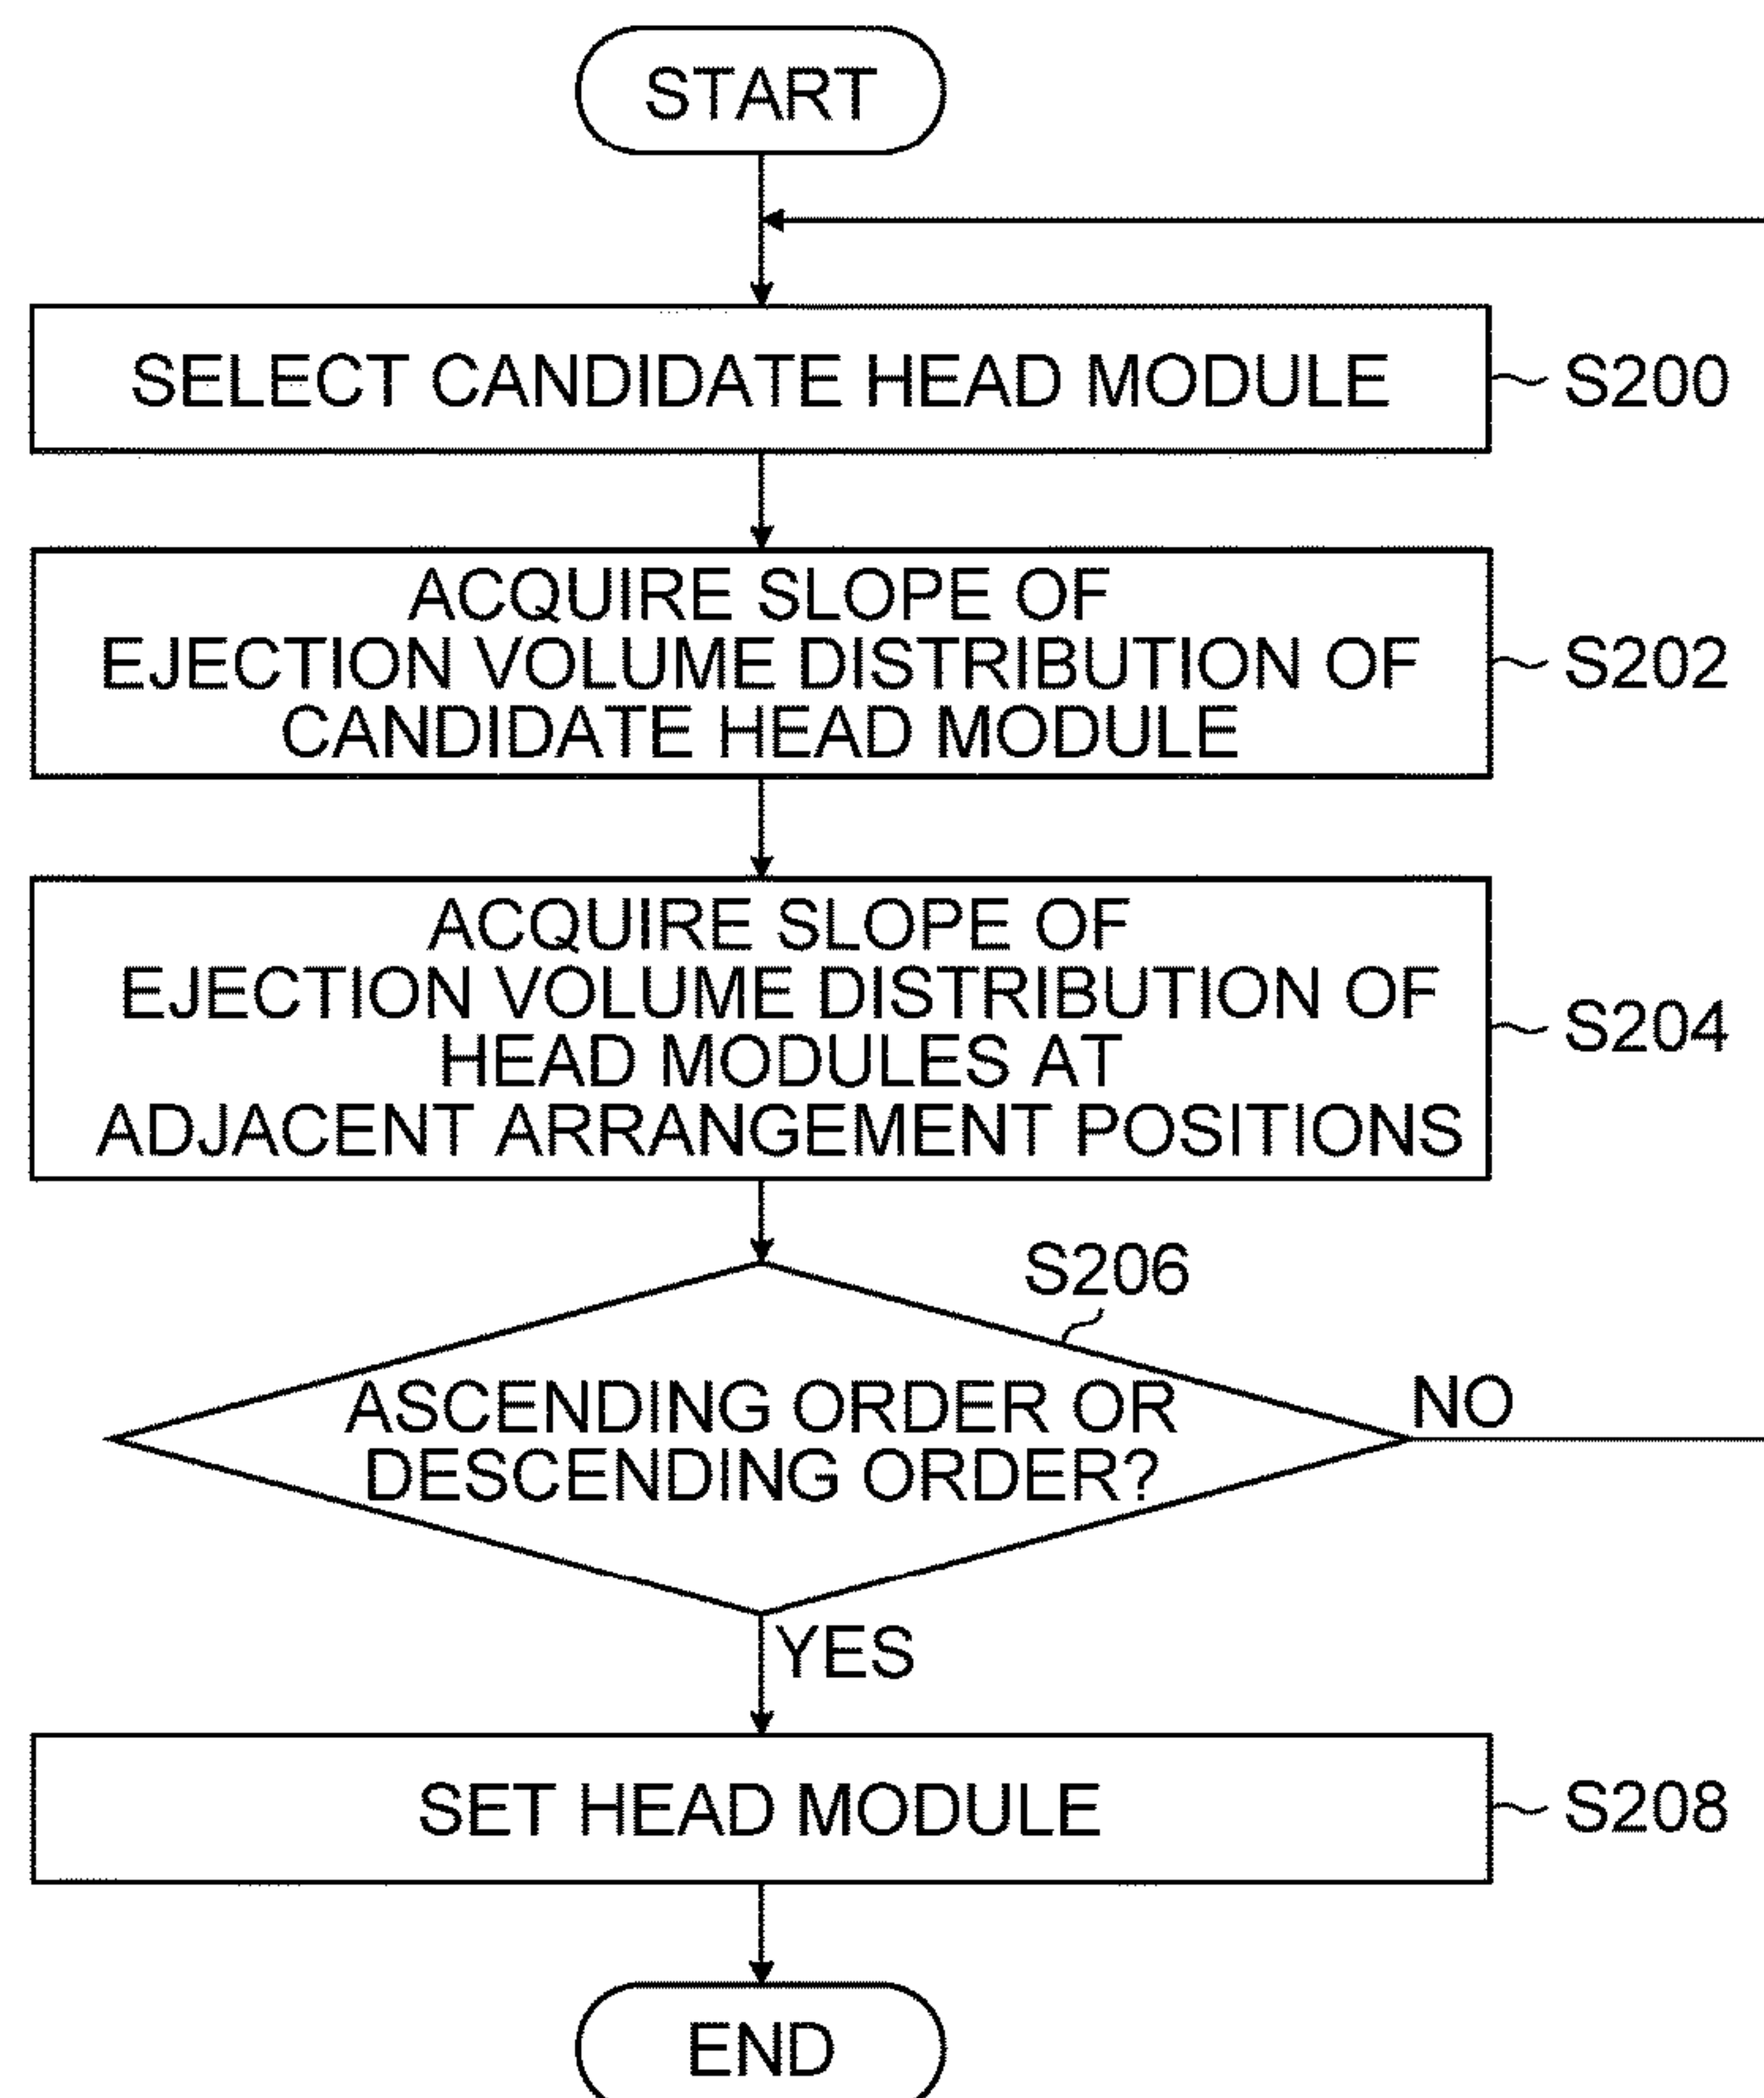 START
SELECT CANDIDATE HEAD MODULE
S200
ACQUIRE SLOPE OF
EJECTION VOLUME DISTRIBUTION OF
CANDIDATE HEAD MODULE
S202
ACQUIRE SLOPE OF
EJECTION VOLUME DISTRIBUTION OF
HEAD MODULES AT
ADJACENT ARRANGEMENT POSITIONS
S204
S206
ASCENDING ORDER OR
DESCENDING ORDER?
NO
YES
SET HEAD MODULE
S208
END